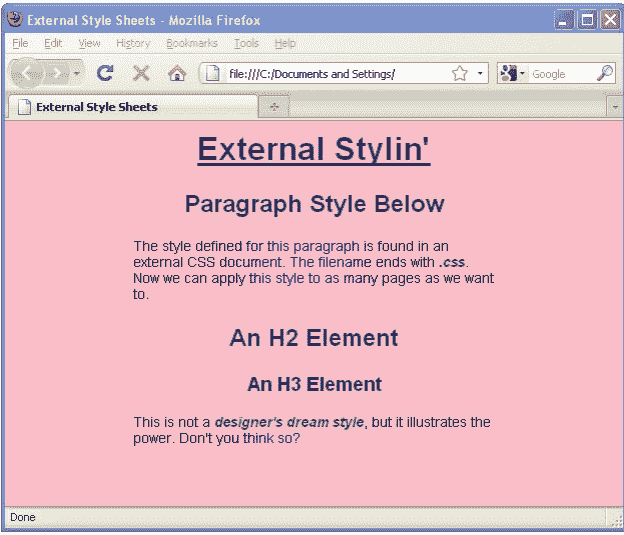 External Style Sheets - Mozilla Firefox
File Edit View History Bookmarks Tools Help
file:///C:/Documents and Settings/ Google
External Style Sheets
External Stylin'
Paragraph Style Below
The style defined for this paragraph is found in an
external CSS document. The filename ends with .css.
Now we can apply this style to as many pages as we want
to.
An H2 Element
An H3 Element
This is not a designer's dream style, but it illustrates the
power. Don't you think so?
Done